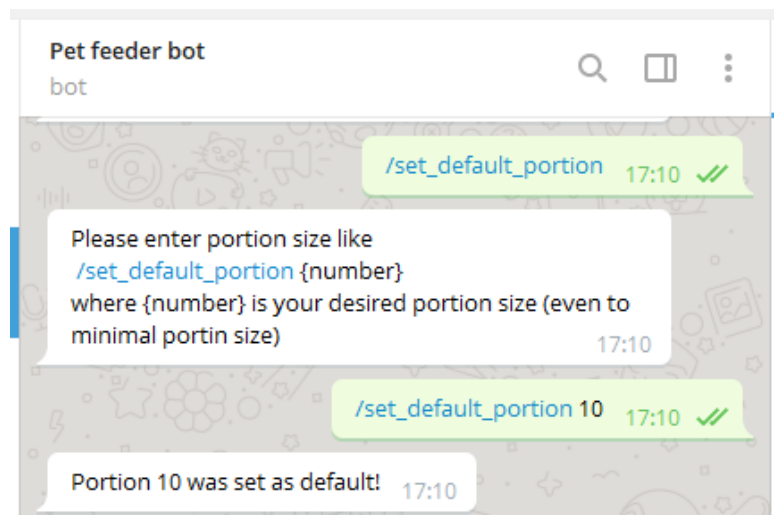 Pet feeder bot
bot
/set_default_portion 17:10
Please enter portion size like
/set_default_portion {number}
where {number} is your desired portion size (even to
minimal portin size) 17:10
/set_default_portion 10 17:10
Portion 10 was set as default! 17:10